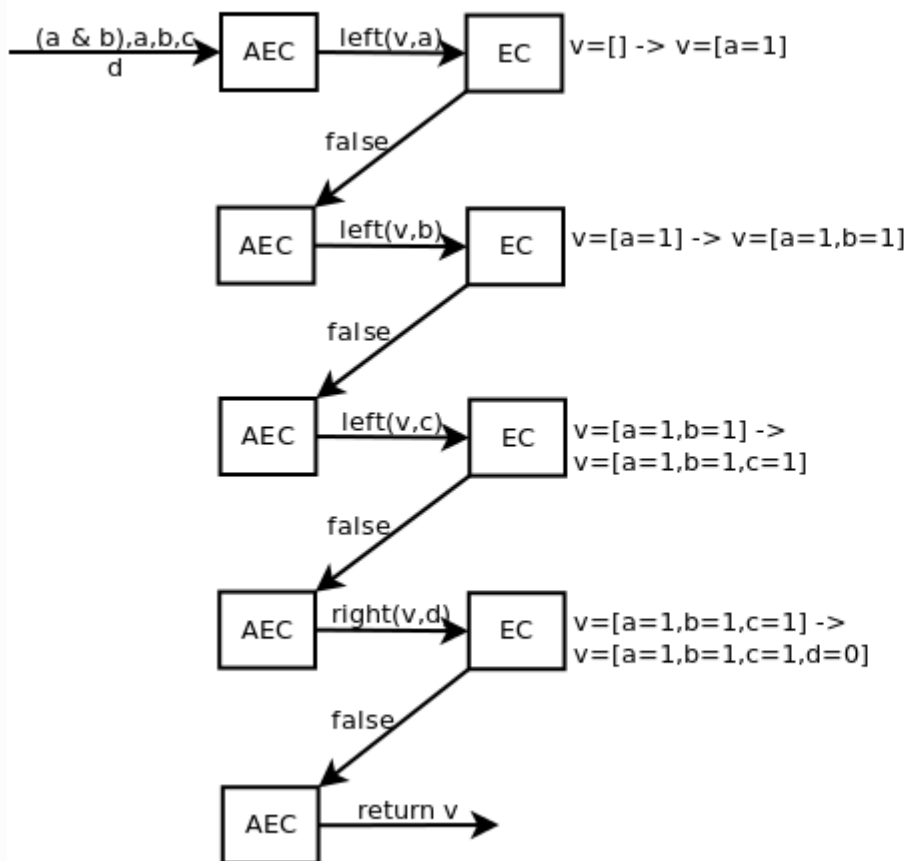 (a & b),a,b,c
d
AEC
left(v,a)
EC
v=[] -> v=[a=1]
false
AEC
left(v,b)
EC
v=[a=1] -> v=[a=1,b=1]
false
AEC
left(v,c)
EC
v=[a=1,b=1] ->
v=[a=1,b=1,c=1]
false
AEC
right(v,d)
EC
v=[a=1,b=1,c=1] ->
v=[a=1,b=1,c=1,d=0]
false
AEC
return v